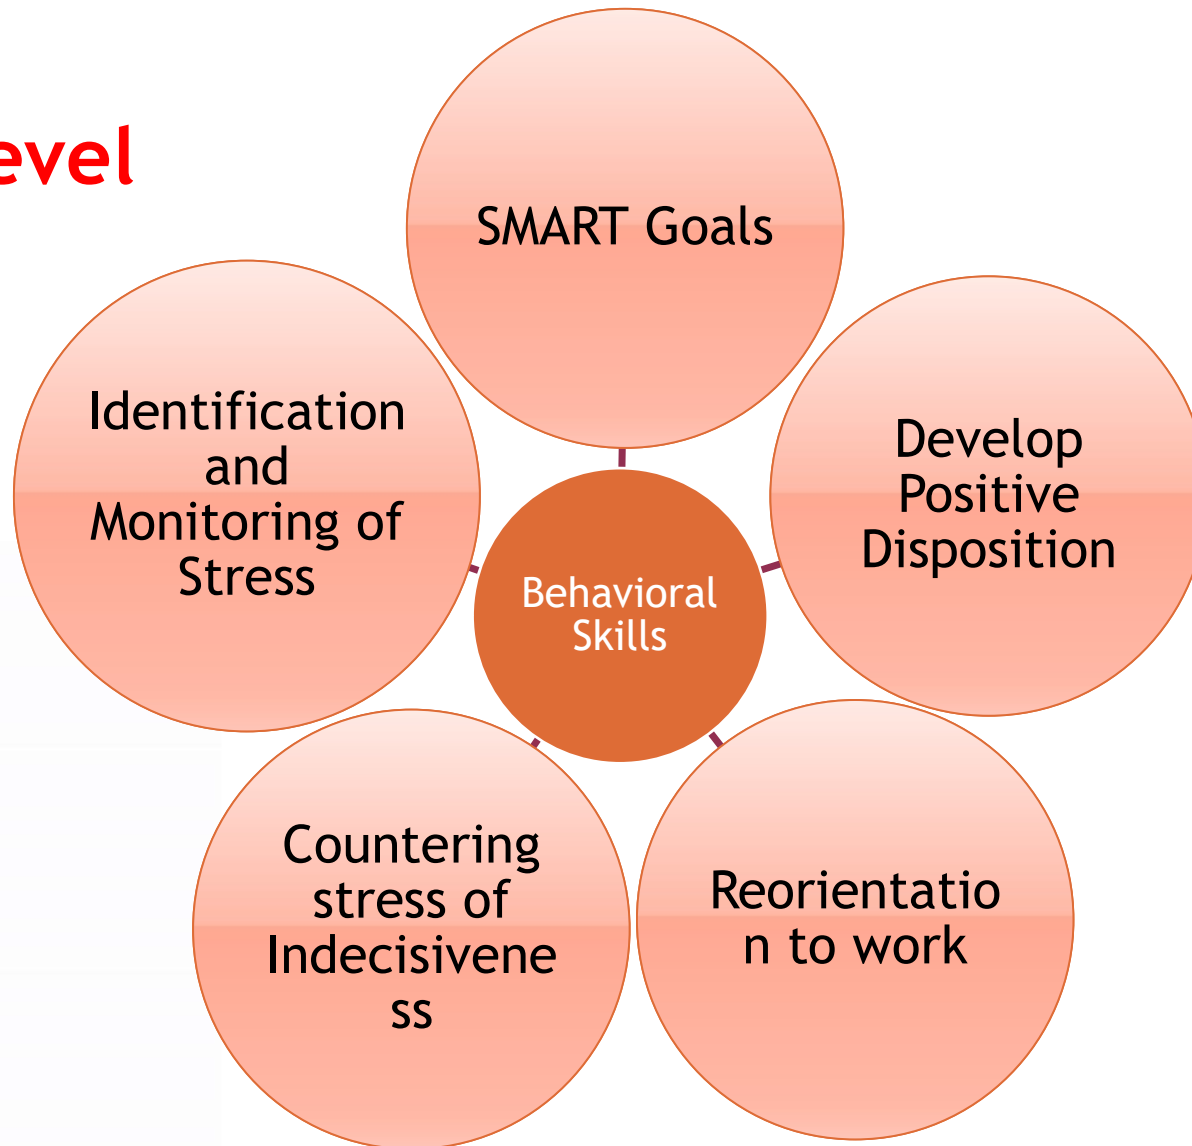 evel
SMART Goals
Develop
Positive
Disposition
Reorientatio
n to work
Countering
stress of
Indecisivene
ss
Identification
and
Monitoring of
Stress
Behavioral
Skills